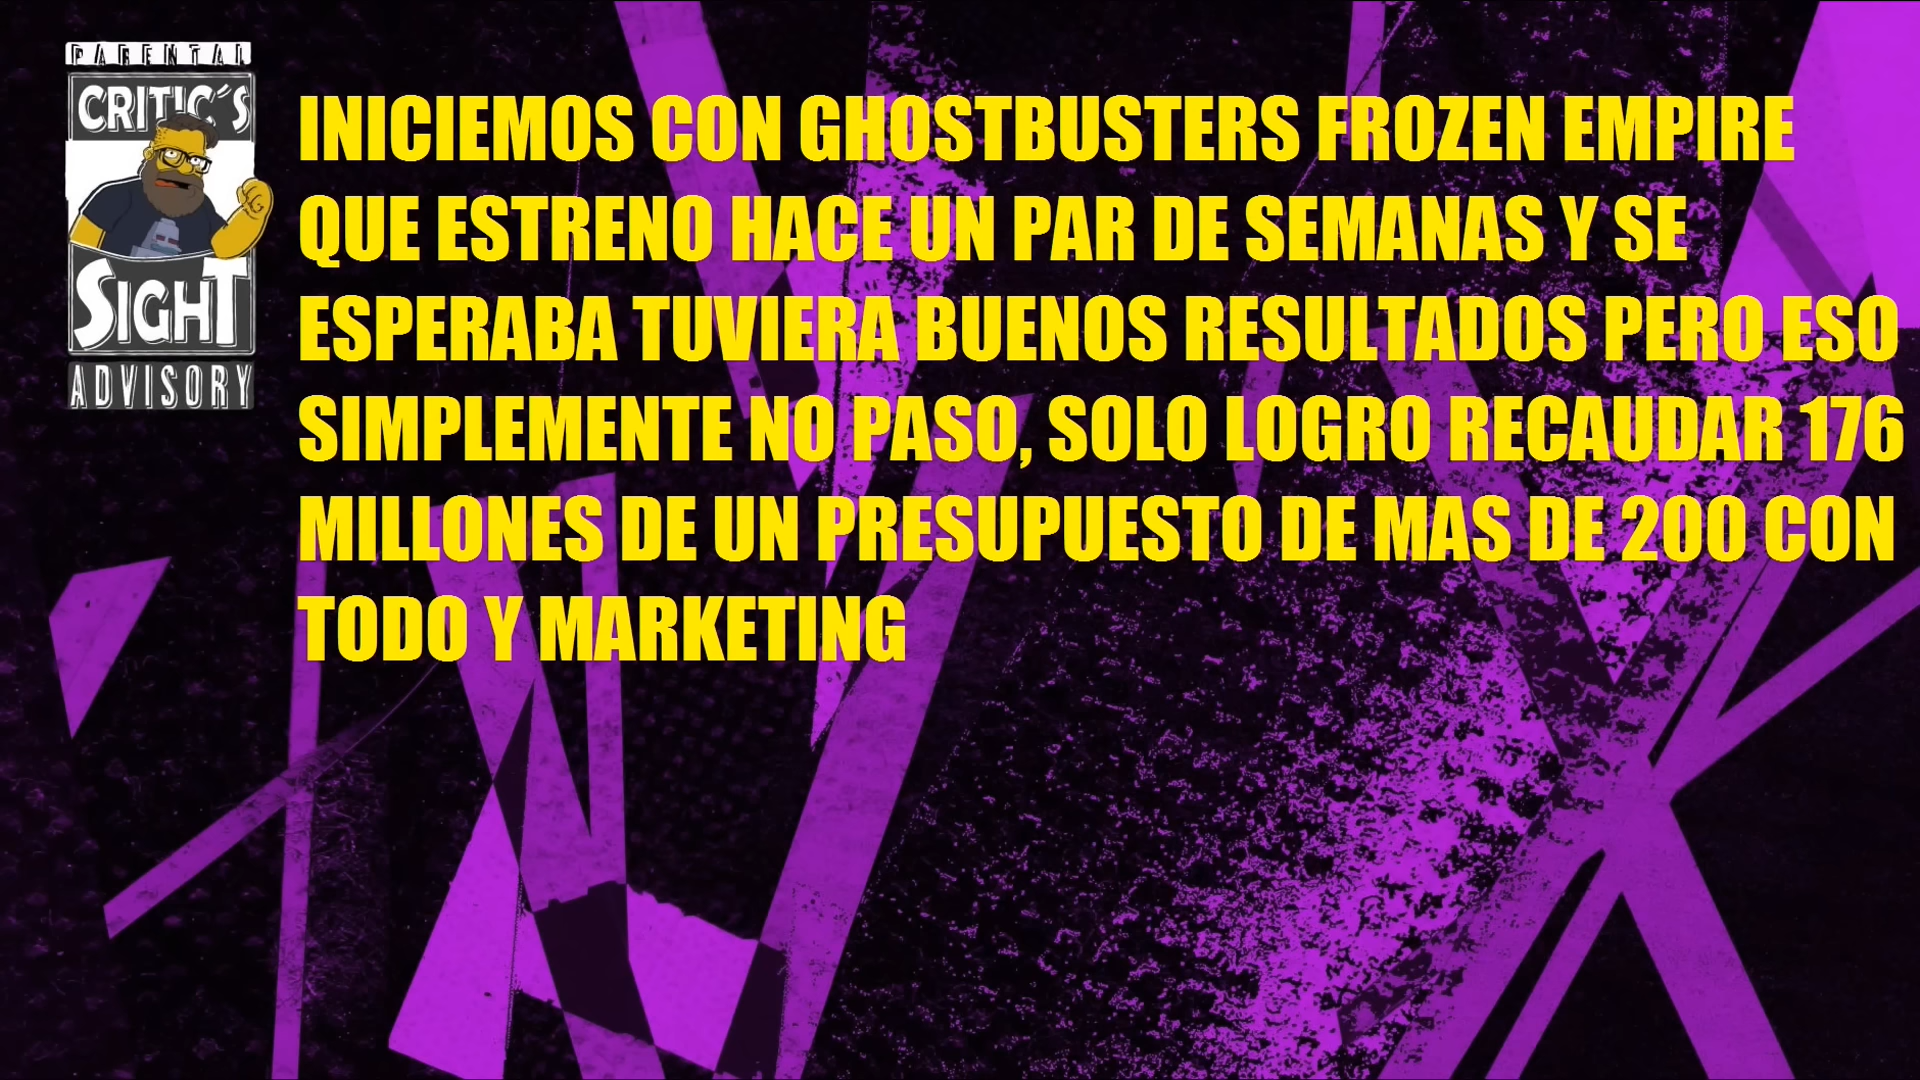 PARENTAL
CRITIC´S
SIGHT
ADVISORY
INICIEMOS CON GHOSTBUSTERS FROZEN EMPIRE
QUE ESTRENO HACE UN PAR DE SEMANAS Y SE
ESPERABA TUVIERA BUENOS RESULTADOS PERO ESO
SIMPLEMENTE NO PASO, SOLO LOGRO RECAUDAR 176
MILLONES DE UN PRESUPUESTO DE MAS DE 200 CON
TODO Y MARKETING